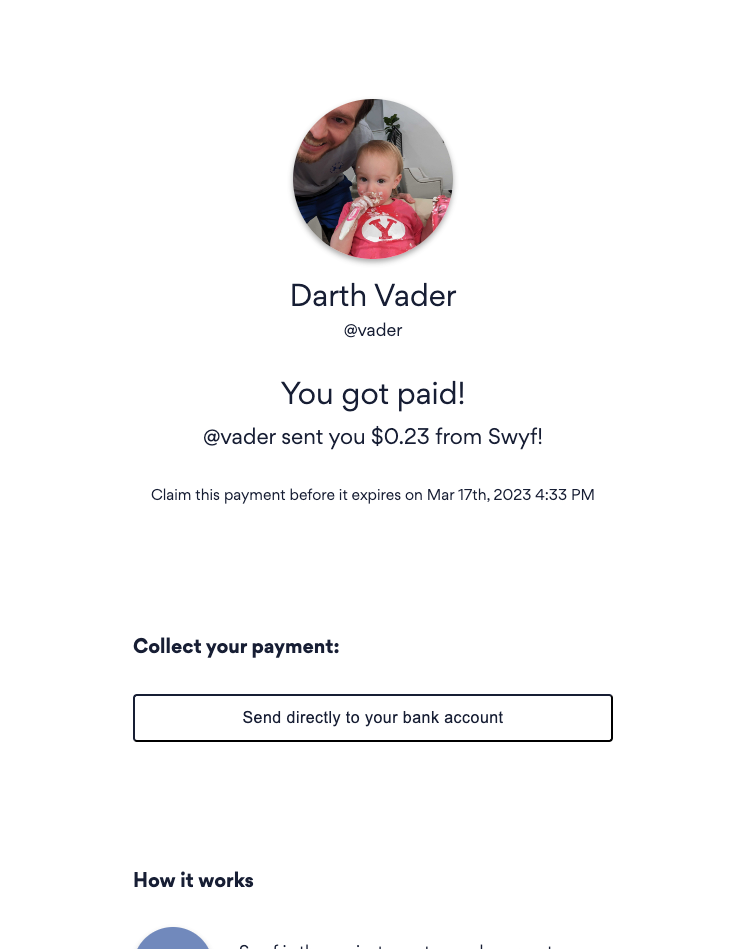 Y
Darth Vader
@vader
You got paid!
@vader sent you $0.23 from Swyf!
Claim this payment before it expires on Mar 17th, 2023 4:33 PM
Collect your payment:
Send directly to your bank account
How it works